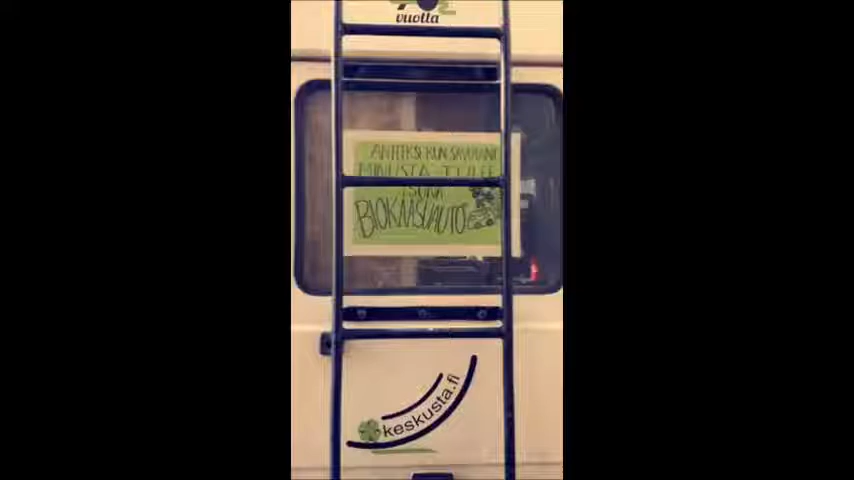 vuotta
ANTEEKSI KUN SAVUAN!
MINUSTA TULEE
ISONA
BIOKAASUAUTO
keskusta.fi